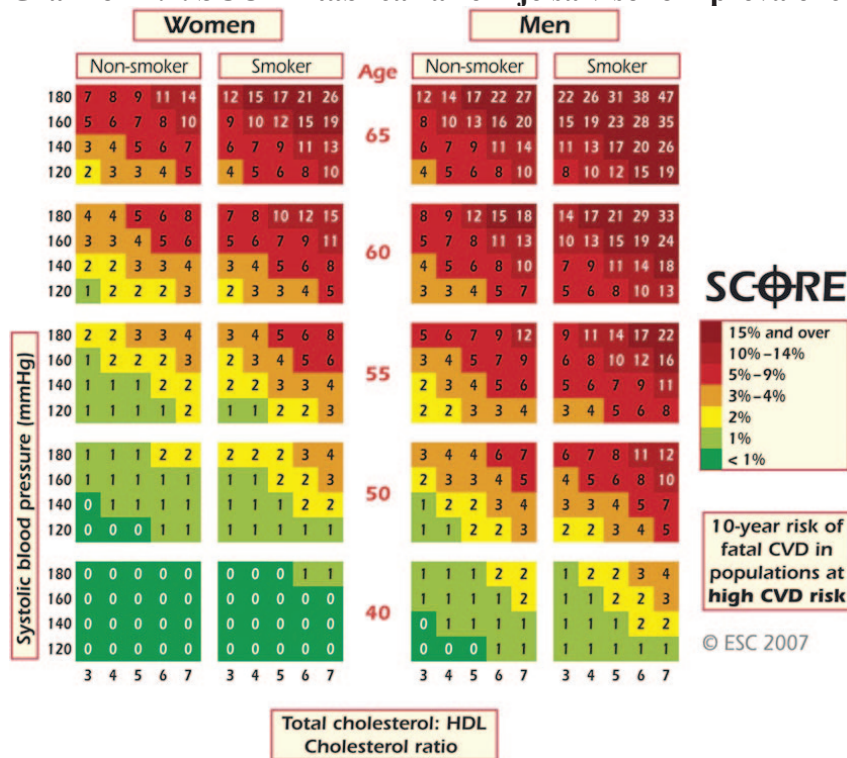 Women Men
Non-smoker Smoker Age Non-smoker Smoker
180 7 8 9 11 14 12 15 17 21 26 12 14 17 22 27 22 26 31 38 47
160 5 6 7 8 10 9 10 12 15 19 8 10 13 16 20 15 19 23 28 35
65
140 3 4 5 6 7 6 7 9 11 13 6 7 9 11 14 11 13 17 20 26
120 2 3 3 4 5 4 5 6 8 10 4 5 6 8 10 8 10 12 15 19
180 4 4 5 6 8 7 8 10 12 15 8 9 12 15 18 14 17 21 29 33
160 3 3 4 5 6 5 6 7 9 11 5 7 8 11 13 10 13 15 19 24
60
140 2 2 3 3 4 3 4 5 6 8 4 5 6 8 10 7 9 11 14 18
120 1 2 2 2 3 2 3 3 4 5 3 3 4 5 7 5 6 8 10 13
180 2 2 3 3 4 3 4 5 6 8 5 6 7 9 12 9 11 14 17 22
160 1 2 2 2 3 2 3 4 5 6 3 4 5 7 9 6 8 10 12 16
55
140 1 1 1 2 2 2 2 3 3 4 2 3 4 5 6 5 6 7 9 11
120 1 1 1 1 2 1 1 2 2 3 2 2 3 3 4 3 4 5 6 8
180 1 1 1 2 2 2 2 2 3 4 3 4 4 6 7 6 7 8 11 12
160 1 1 1 1 1 1 1 2 2 3 2 3 3 4 5 4 5 6 8 10
50
140 0 1 1 1 1 1 1 1 2 2 1 2 2 3 4 3 3 4 5 7
120 0 0 0 1 1 1 1 1 1 1 1 1 2 2 3 2 2 3 4 5
180 0 0 0 0 0 0 0 0 1 1 1 1 1 2 2 1 2 2 3 4
160 0 0 0 0 0 0 0 0 0 0 1 1 1 1 2 1 1 2 2 3
40
140 0 0 0 0 0 0 0 0 0 0 0 1 1 1 1 1 1 1 2 2
120 0 0 0 0 0 0 0 0 0 0 0 0 0 1 1 1 1 1 1 1
3 4 5 6 7 3 4 5 6 7 3 4 5 6 7 3 4 5 6 7
Systolic blood pressure (mmHg)
Total cholesterol: HDL
Cholesterol ratio
SCORE
15% and over
10%–14%
5%–9%
3%–4%
2%
1%
< 1%
10-year risk of
fatal CVD in
populations at
high CVD risk
© ESC 2007